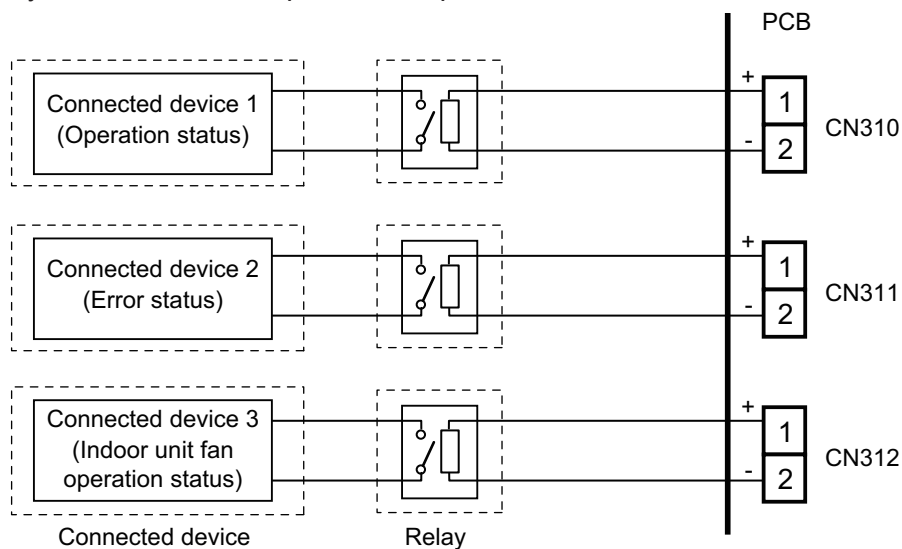 PCB
Connected device 1
(Operation status)
+
1
-
2
CN310
Connected device 2
(Error status)
+
1
-
2
CN311
Connected device 3
(Indoor unit fan
operation status)
+
1
-
2
CN312
Connected device
Relay